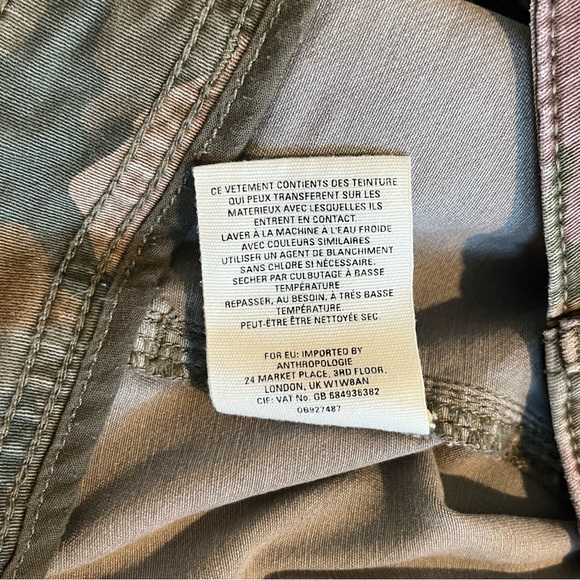 CE VETEMENT CONTIENTS DES TEINTURE
QUI PEUX TRANSFERENT SUR LES
MATERIEUX AVEC LESQUELLES ILS
ENTRENT EN CONTACT.
LAVER À LA MACHINE À L'EAU FROIDE
AVEC COULEURS SIMILAIRES
UTILISER UN AGENT DE BLANCHIMENT
SANS CHLORE SI NÉCESSAIRE.
SECHER PAR CULBUTAGE À BASSE
TEMPÉRATURE
REPASSER, AU BESOIN, À TRÈS BASSE
TEMPÉRATURE.
PEUT-ÊTRE ÊTRE NETTOYÉE SEC.
FOR EU: IMPORTED BY
ANTHROPOLOGIE
24 MARKET PLACE, 3RD FLOOR,
LONDON, UK W1W8AN
CIF: VAT No. GB 584938382
OB927487